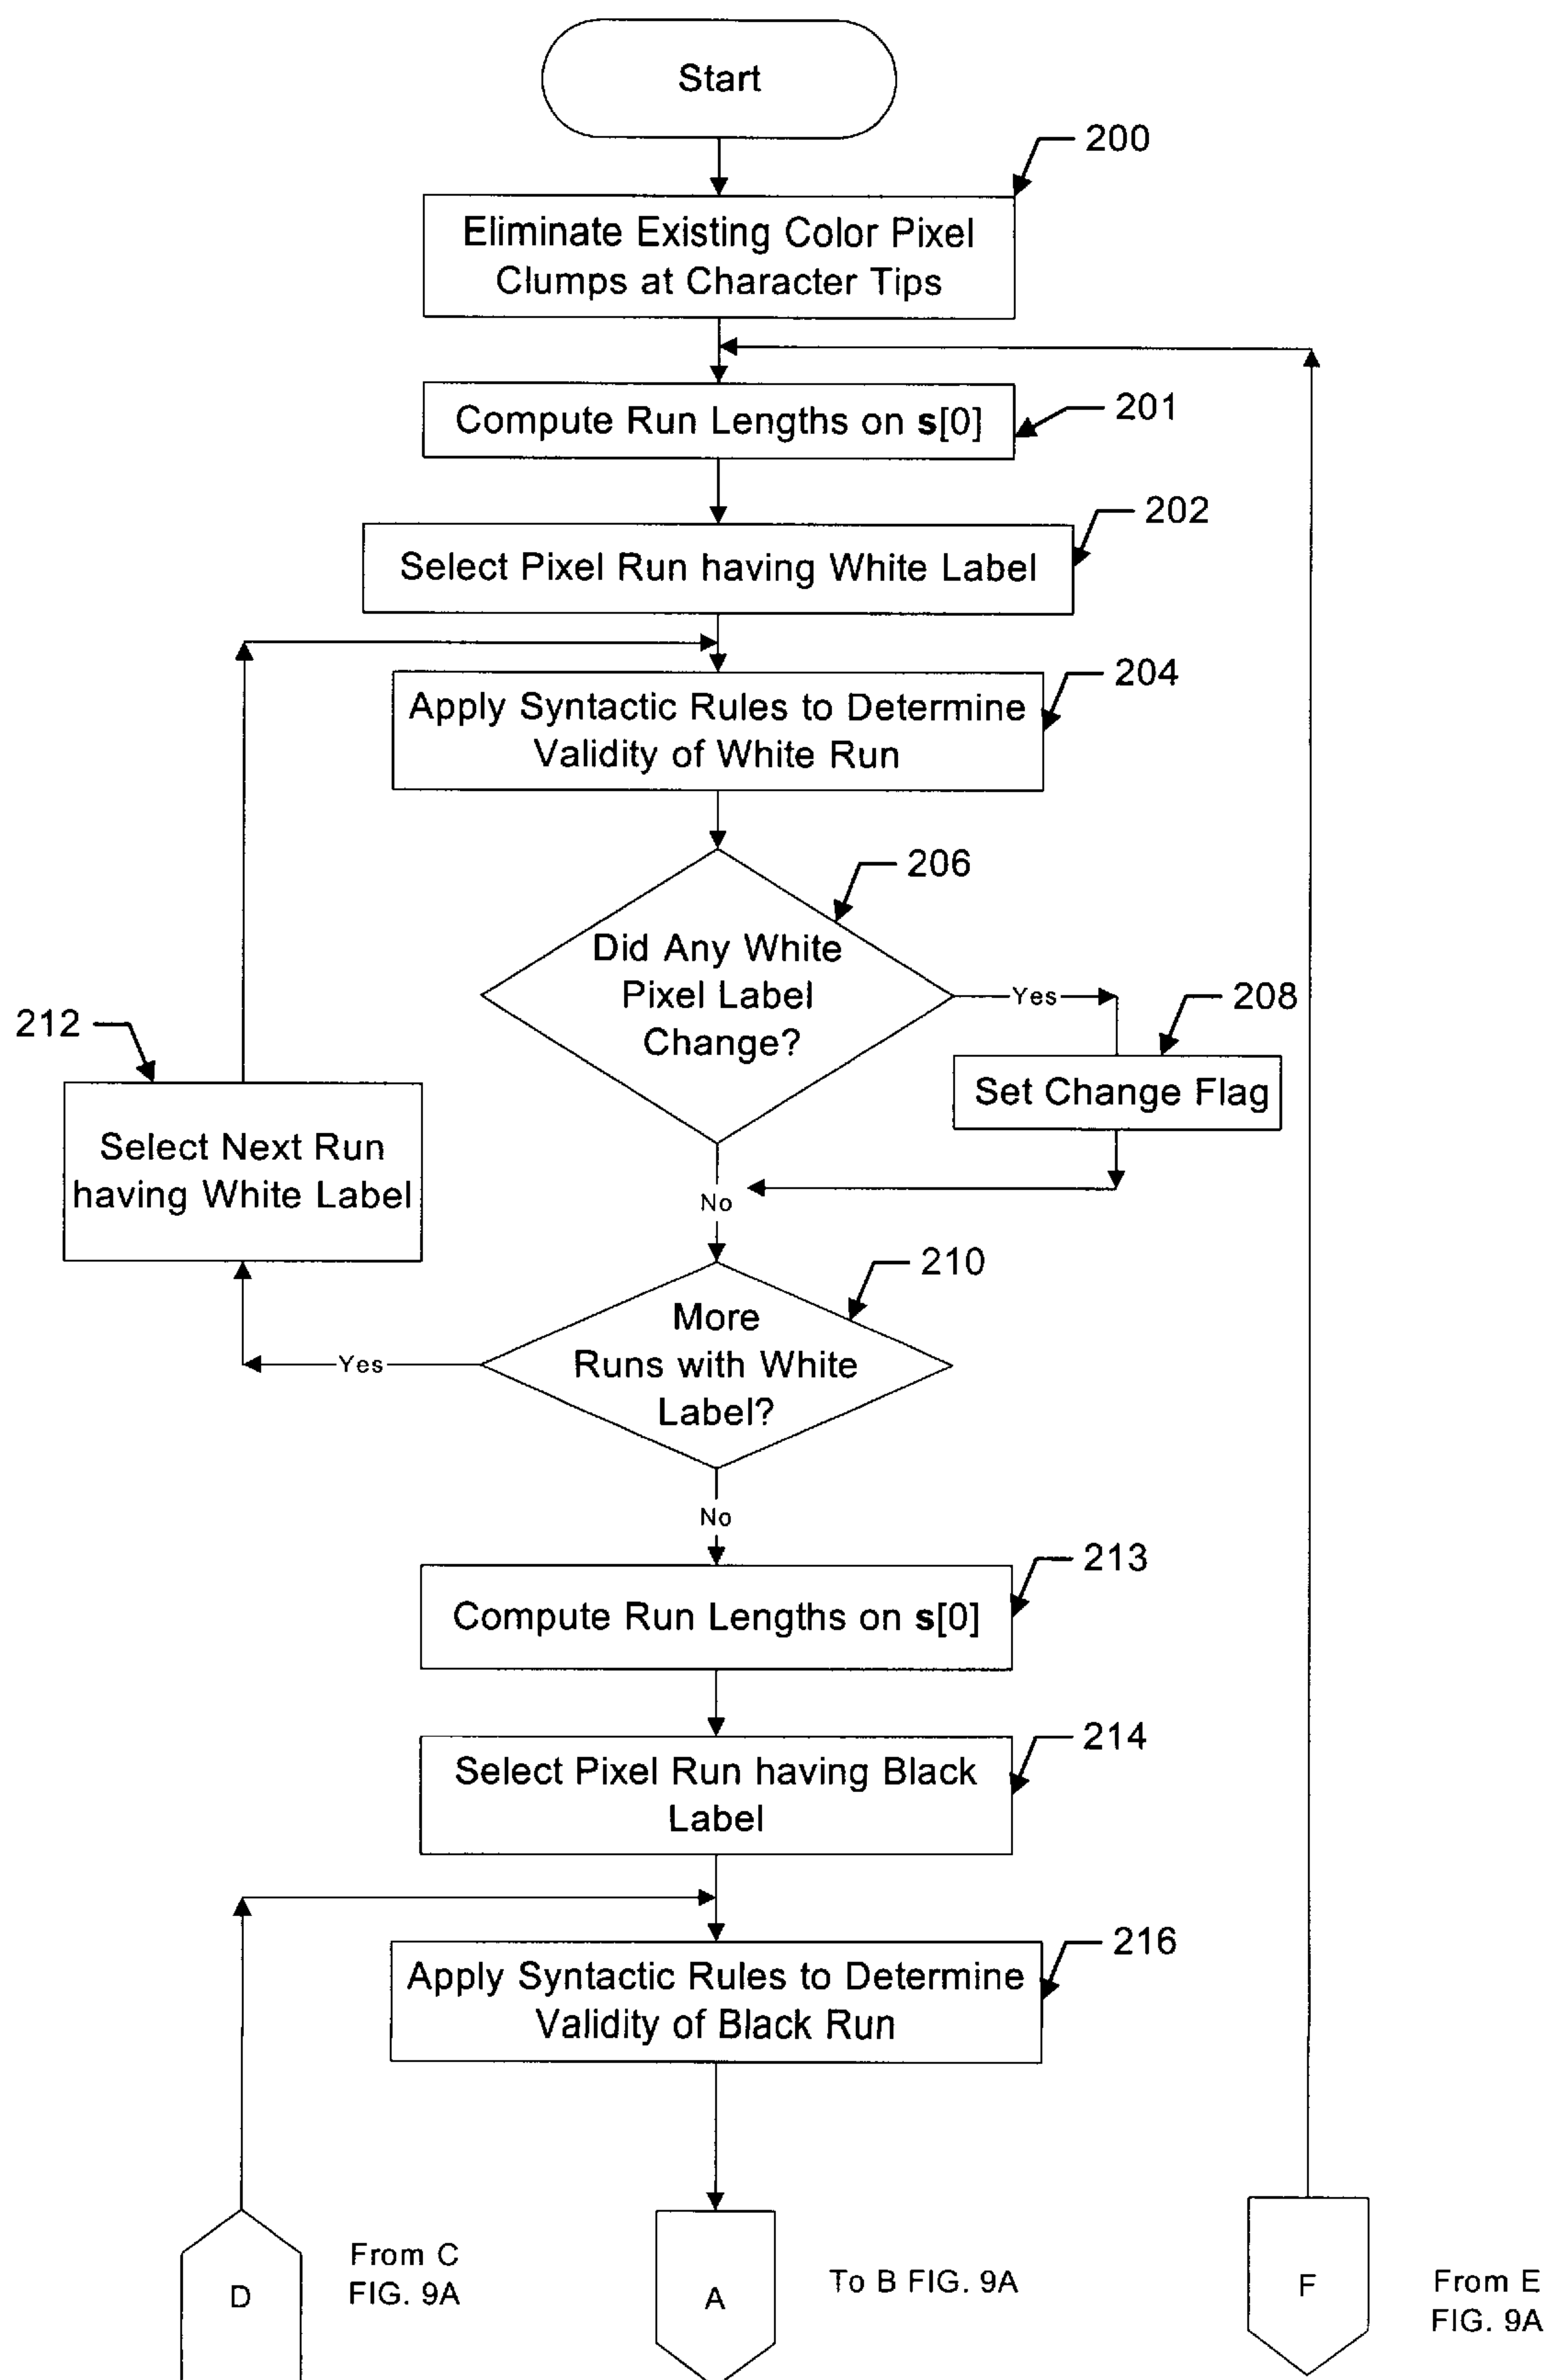 Start
200
Eliminate Existing Color Pixel
Clumps at Character Tips
Compute Run Lengths on s[0]
201
202
Select Pixel Run having White Label
204
Apply Syntactic Rules to Determine
Validity of White Run
206
Did Any White
Pixel Label
Change?
Yes
208
Set Change Flag
212
Select Next Run
having White Label
No
210
More
Runs with White
Label?
Yes
No
213
Compute Run Lengths on s[0]
214
Select Pixel Run having Black
Label
216
Apply Syntactic Rules to Determine
Validity of Black Run
D
From C
FIG. 9A
A
To B FIG. 9A
F
From E
FIG. 9A